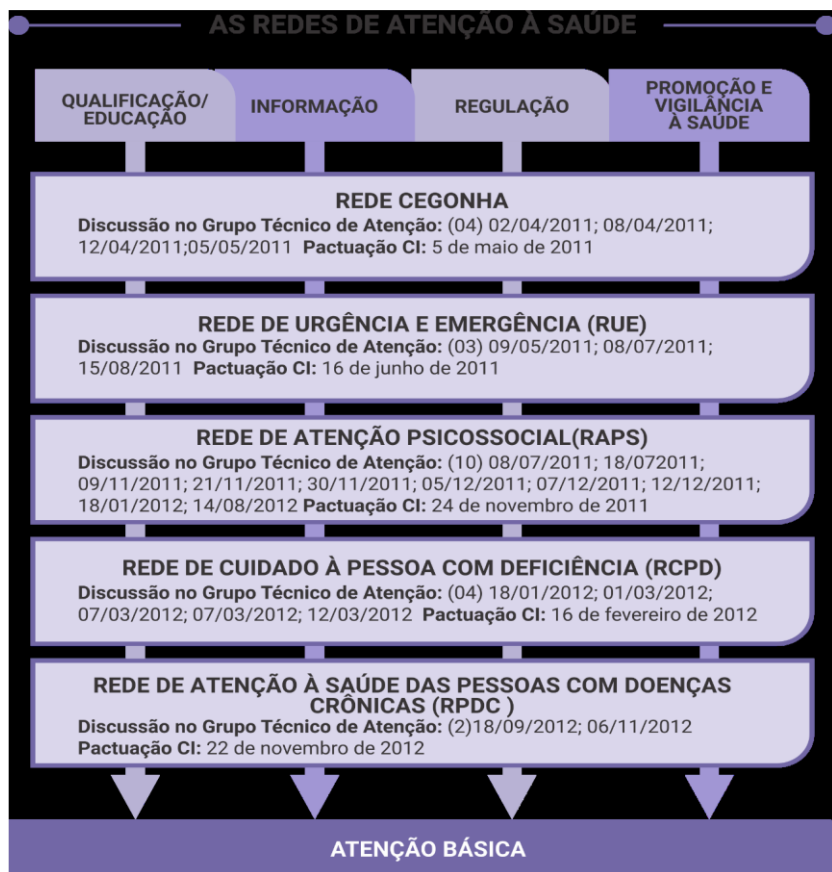 AS REDES DE ATENÇÃO À SAÚDE
QUALIFICAÇÃO/
EDUCAÇÃO
INFORMAÇÃO
REGULAÇÃO
PROMOÇÃO E
VIGILÂNCIA
À SAÚDE
REDE CEGONHA
Discussão no Grupo Técnico de Atenção: (04) 02/04/2011; 08/04/2011;
12/04/2011;05/05/2011 Pactuação CI: 5 de maio de 2011
REDE DE URGÊNCIA E EMERGÊNCIA (RUE)
Discussão no Grupo Técnico de Atenção: (03) 09/05/2011; 08/07/2011;
15/08/2011 Pactuação CI: 16 de junho de 2011
REDE DE ATENÇÃO PSICOSSOCIAL(RAPS)
Discussão no Grupo Técnico de Atenção: (10) 08/07/2011; 18/072011;
09/11/2011; 21/11/2011; 30/11/2011; 05/12/2011; 07/12/2011; 12/12/2011;
18/01/2012; 14/08/2012 Pactuação CI: 24 de novembro de 2011
REDE DE CUIDADO À PESSOA COM DEFICIÊNCIA (RCPD)
Discussão no Grupo Técnico de Atenção: (04) 18/01/2012; 01/03/2012;
07/03/2012; 07/03/2012; 12/03/2012 Pactuação CI: 16 de fevereiro de 2012
REDE DE ATENÇÃO À SAÚDE DAS PESSOAS COM DOENÇAS
CRÔNICAS (RPDC )
Discussão no Grupo Técnico de Atenção: (2)18/09/2012; 06/11/2012
Pactuação CI: 22 de novembro de 2012
ATENÇÃO BÁSICA